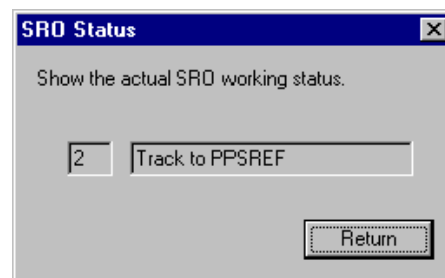 SRO Status
Show the actual SRO working status.
2 Track to PPSREF
Return